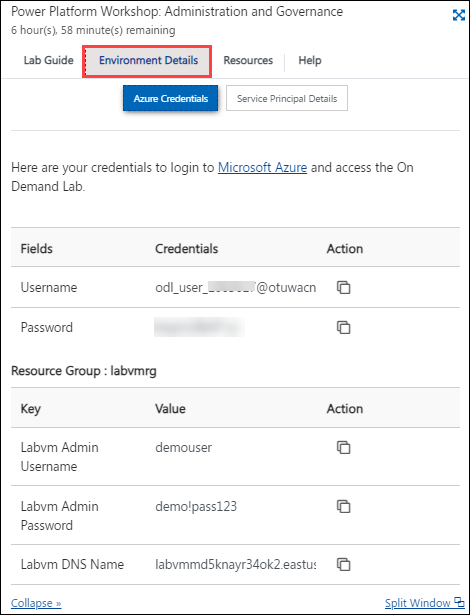 Power Platform Workshop: Administration and Governance
6 hour(s), 58 minute(s) remaining
Lab Guide Environment Details Resources Help
Azure Credentials Service Principal Details
Here are your credentials to login to Microsoft Azure and access the On
Demand Lab.
Fields Credentials Action
Username odl_user_ @otuwacn
Password
Resource Group : labvmrg
Key Value Action
Labvm Admin
Username demouser
Labvm Admin
Password demo!pass123
Labvm DNS Name labvmmd5knayr34ok2.eastus
Collapse » Split Window